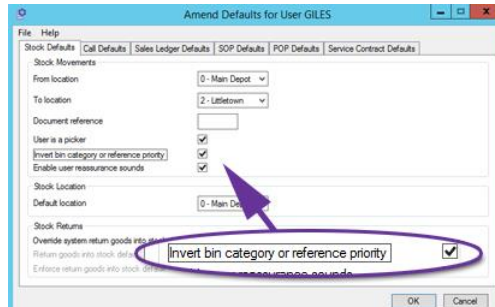 Amend Defaults for User GILES
File Help
Stock Defaults Call Defaults Sales Ledger Defaults SOP Defaults POP Defaults Service Contract Defaults
Stock Movements
From location 0 - Main Depot
To location 2 - Littletown
Document reference
User is a picker
Invert bin category or reference priority
Enable user reassurance sounds
Stock Location
Default location 0 - Main De
Stock Returns
Override system return goods into stock
Return goods into stock defa
Invert bin category or reference priority
Enforce return goods into stock defa
reassurance sounds
OK Cancel